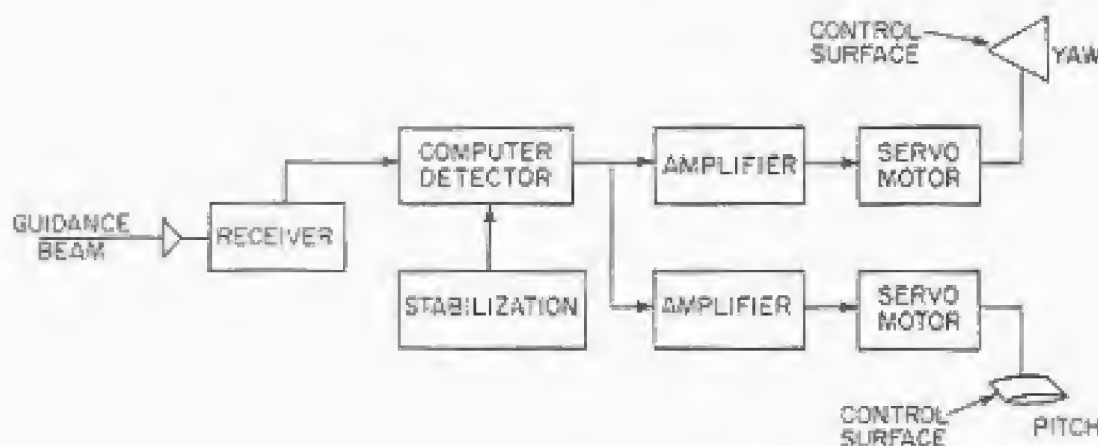 CONTROL
SURFACE
YAW
COMPUTER
DETECTOR
AMPLIFIER
SERVO
MOTOR
GUIDANCE
BEAM
RECEIVER
STABILIZATION
AMPLIFIER
SERVO
MOTOR
CONTROL
SURFACE
PITCH